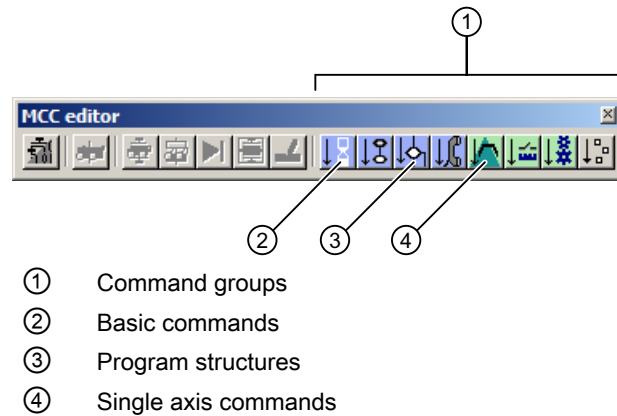 ①
MCC editor
② ③ ④
① Command groups
② Basic commands
③ Program structures
④ Single axis commands